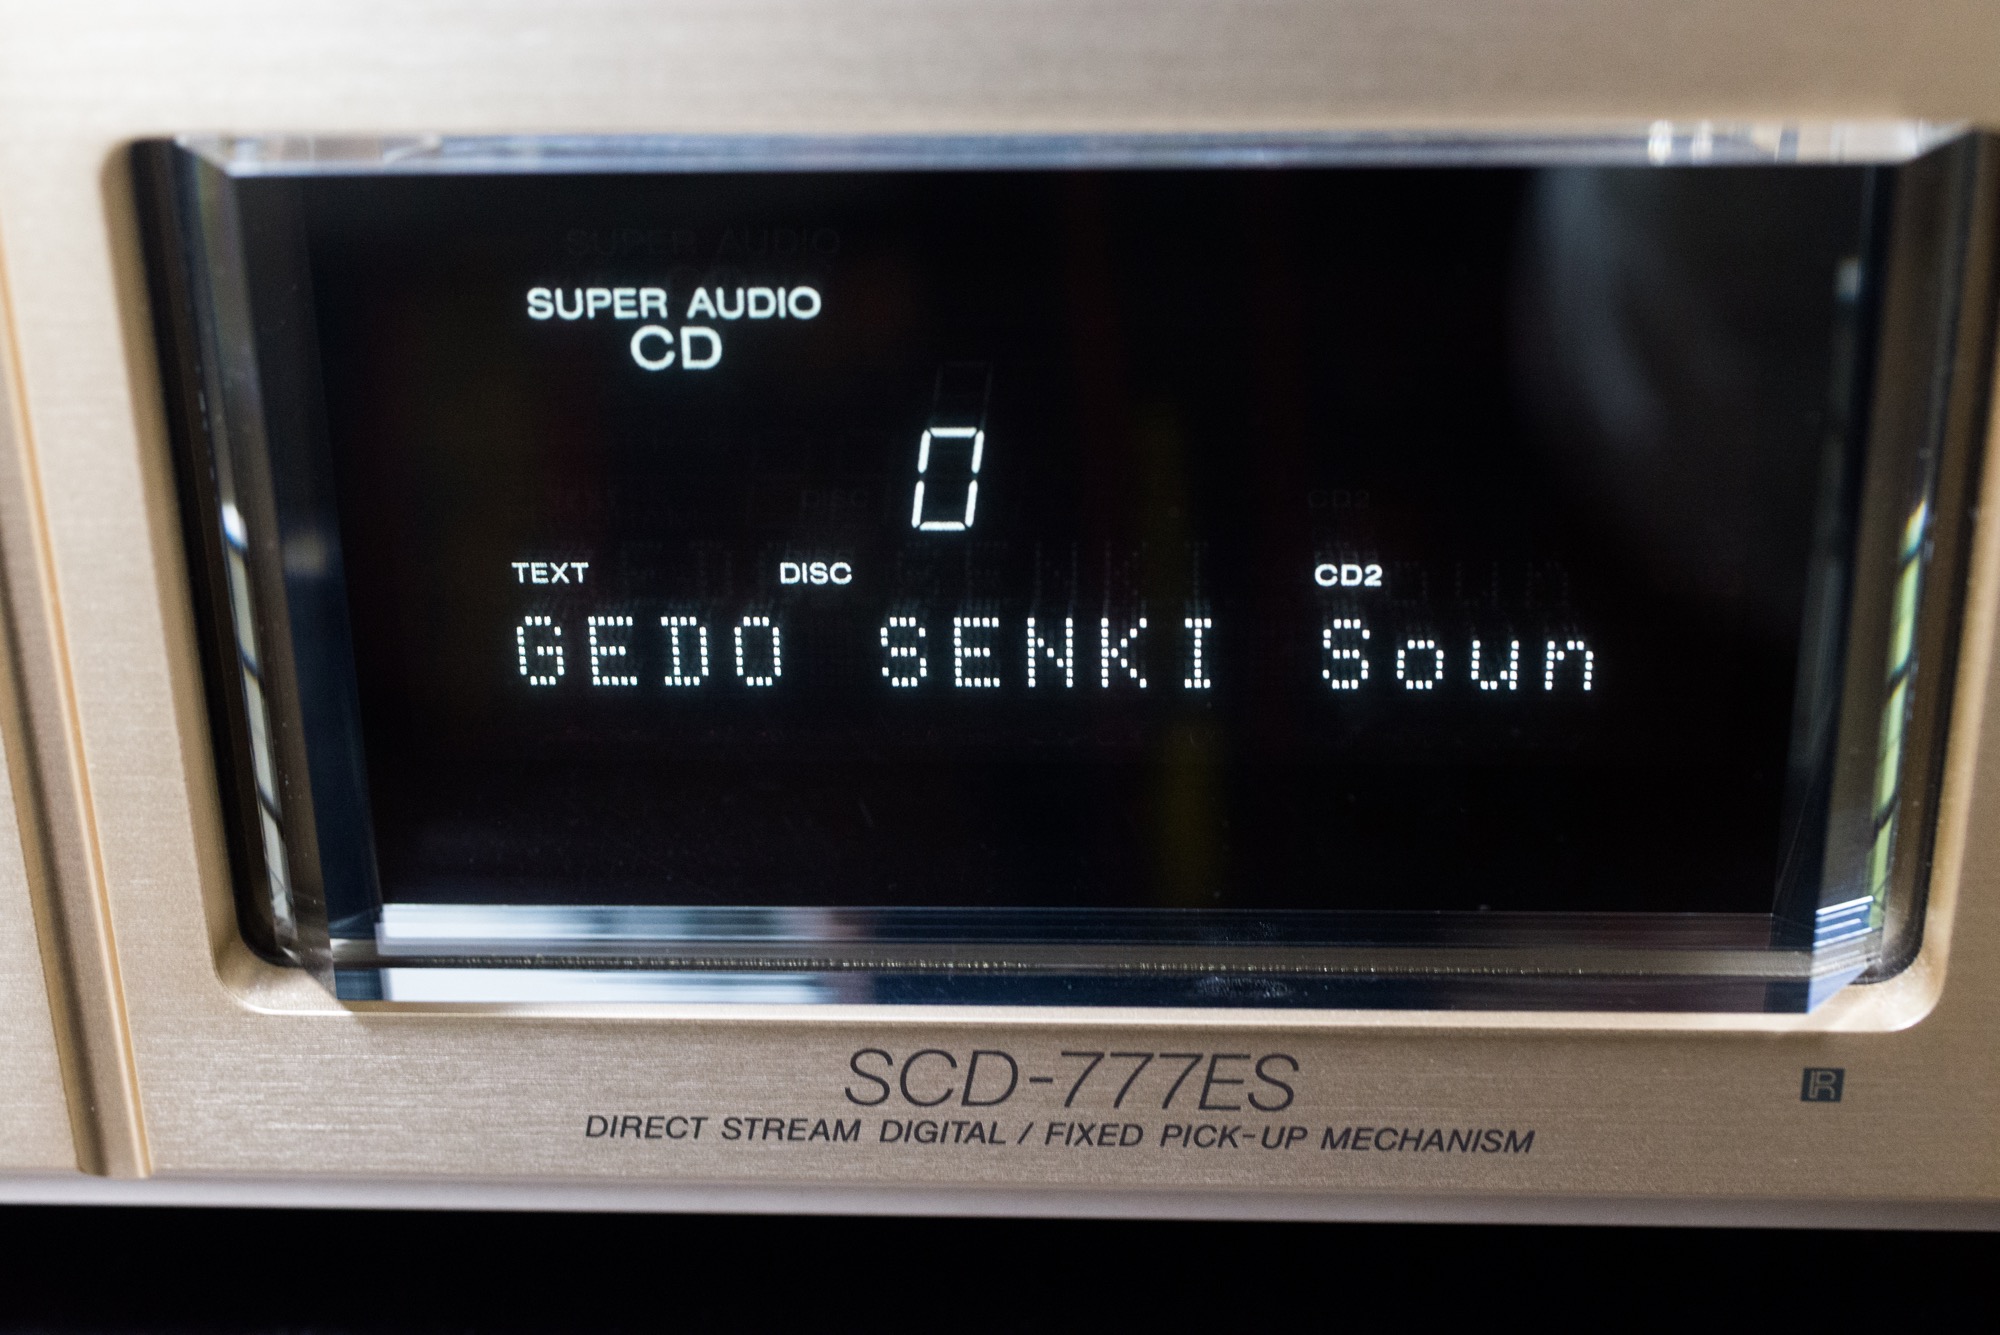 SUPER AUDIO
CD
0
TEXT DISC CD2
GEDO SENKI Soun
SCD-777ES
R
DIRECT STREAM DIGITAL / FIXED PICK-UP MECHANISM